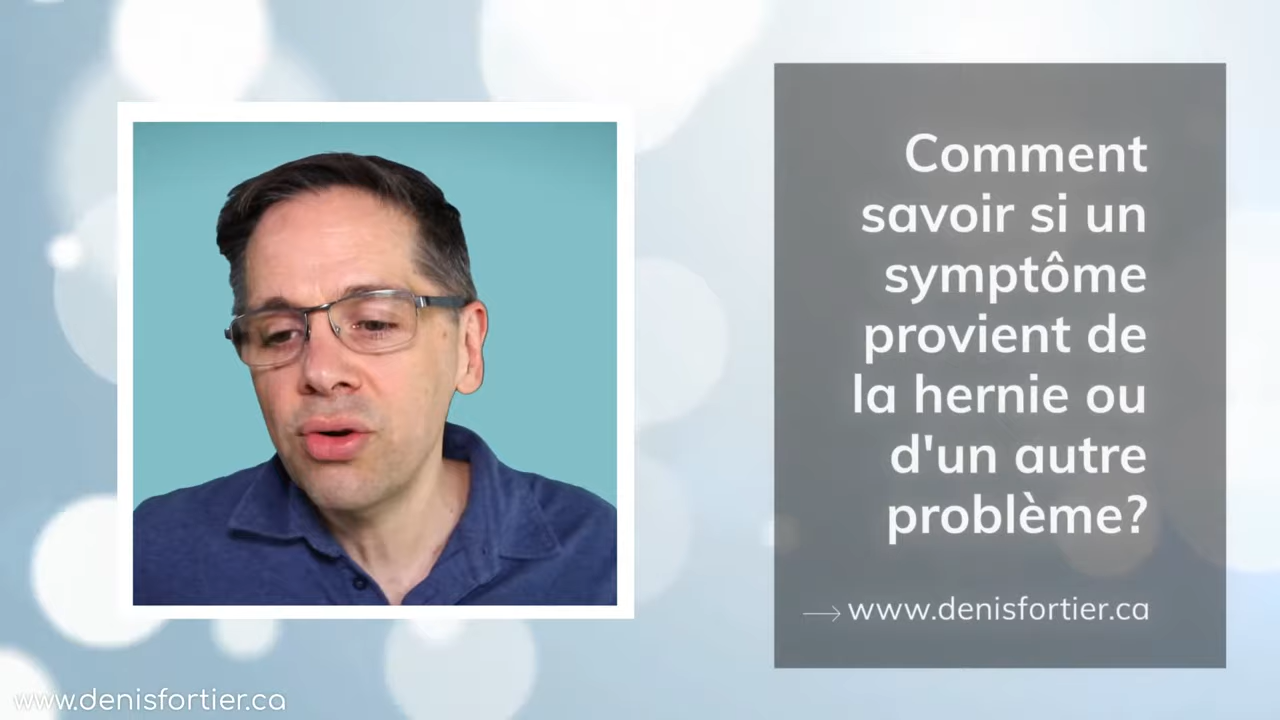 Comment
savoir si un
symptôme
provient de
la hernie ou
d'un autre
problème?
www.denisfortier.ca
www.denisfortier.ca